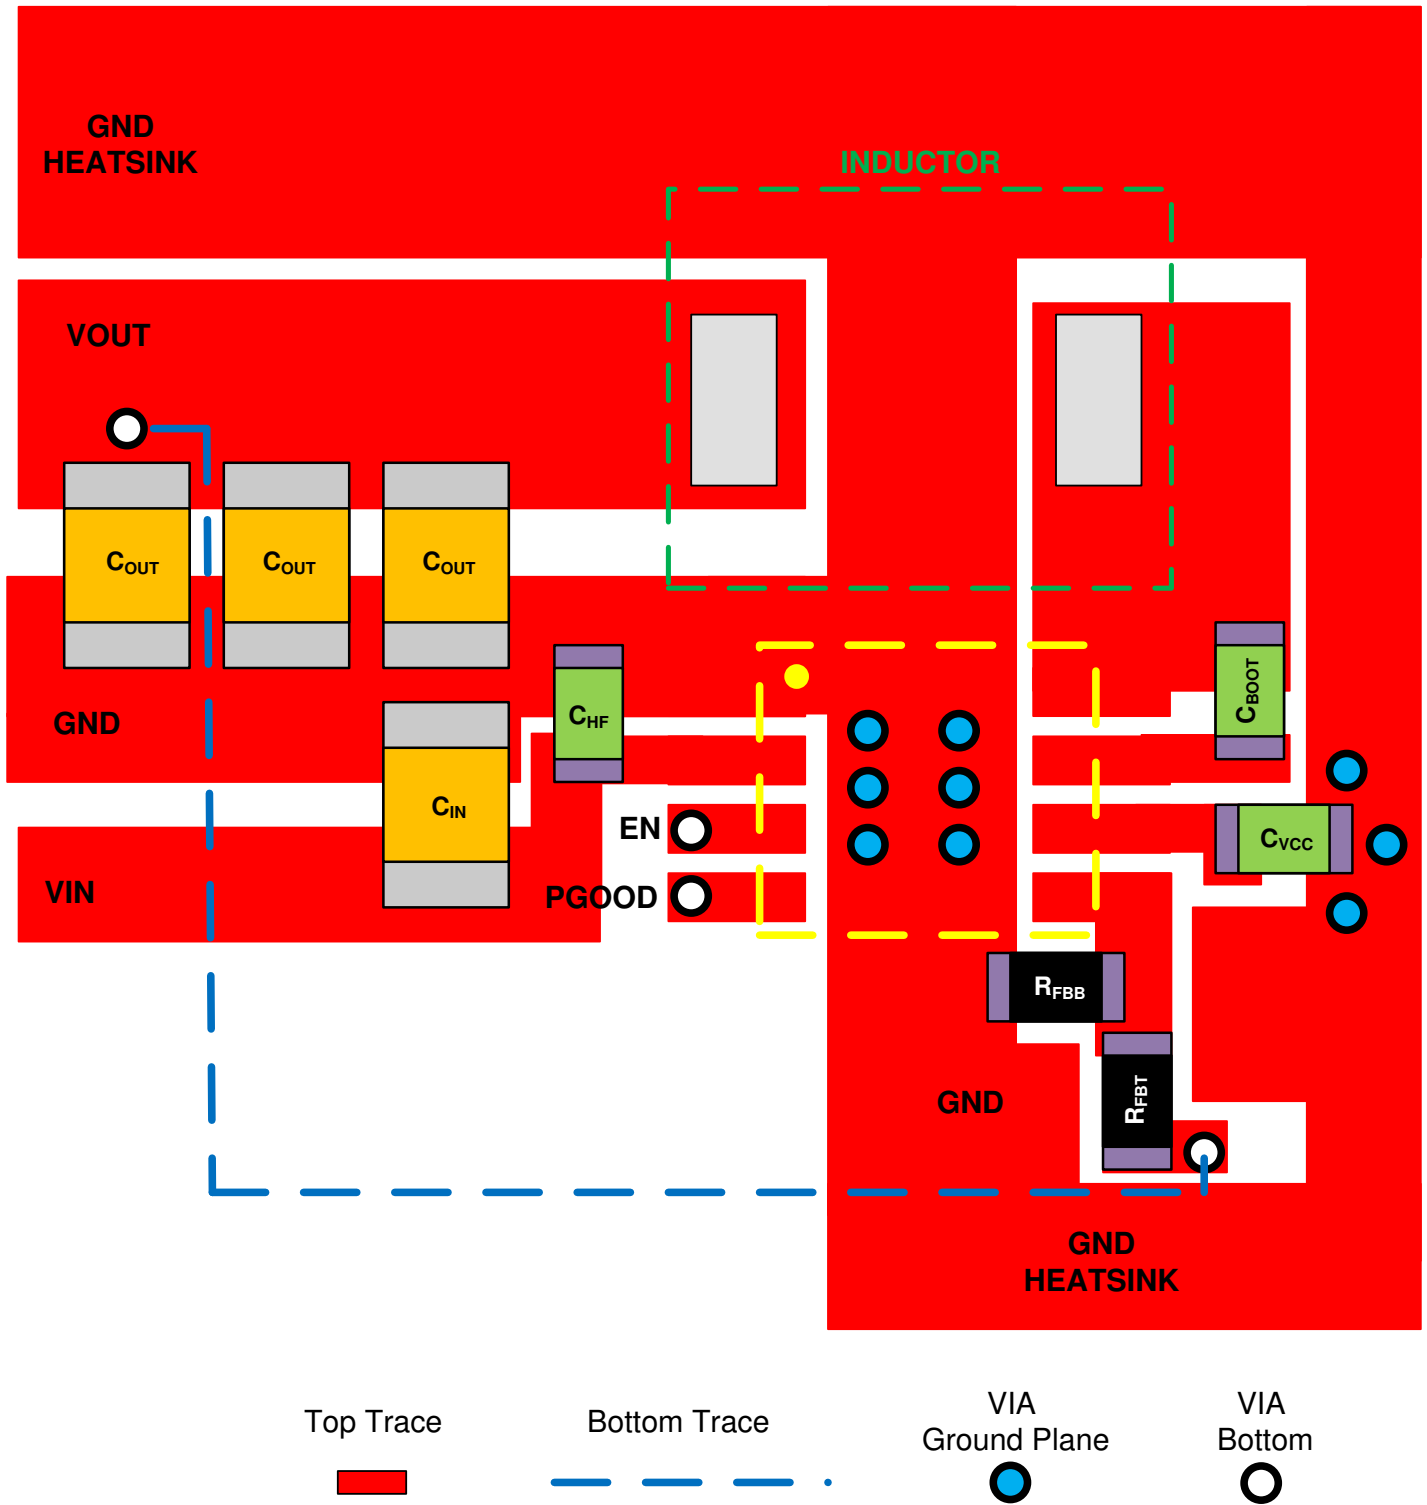 GND
HEATSINK
INDUCTOR
VOUT
COUT
COUT
COUT
CBOOT
GND
CHF
CIN
EN
CVCC
VIN
PGOOD
RFBB
RFBT
GND
GND
HEATSINK
Top Trace
Bottom Trace
VIA
Ground Plane
VIA
Bottom